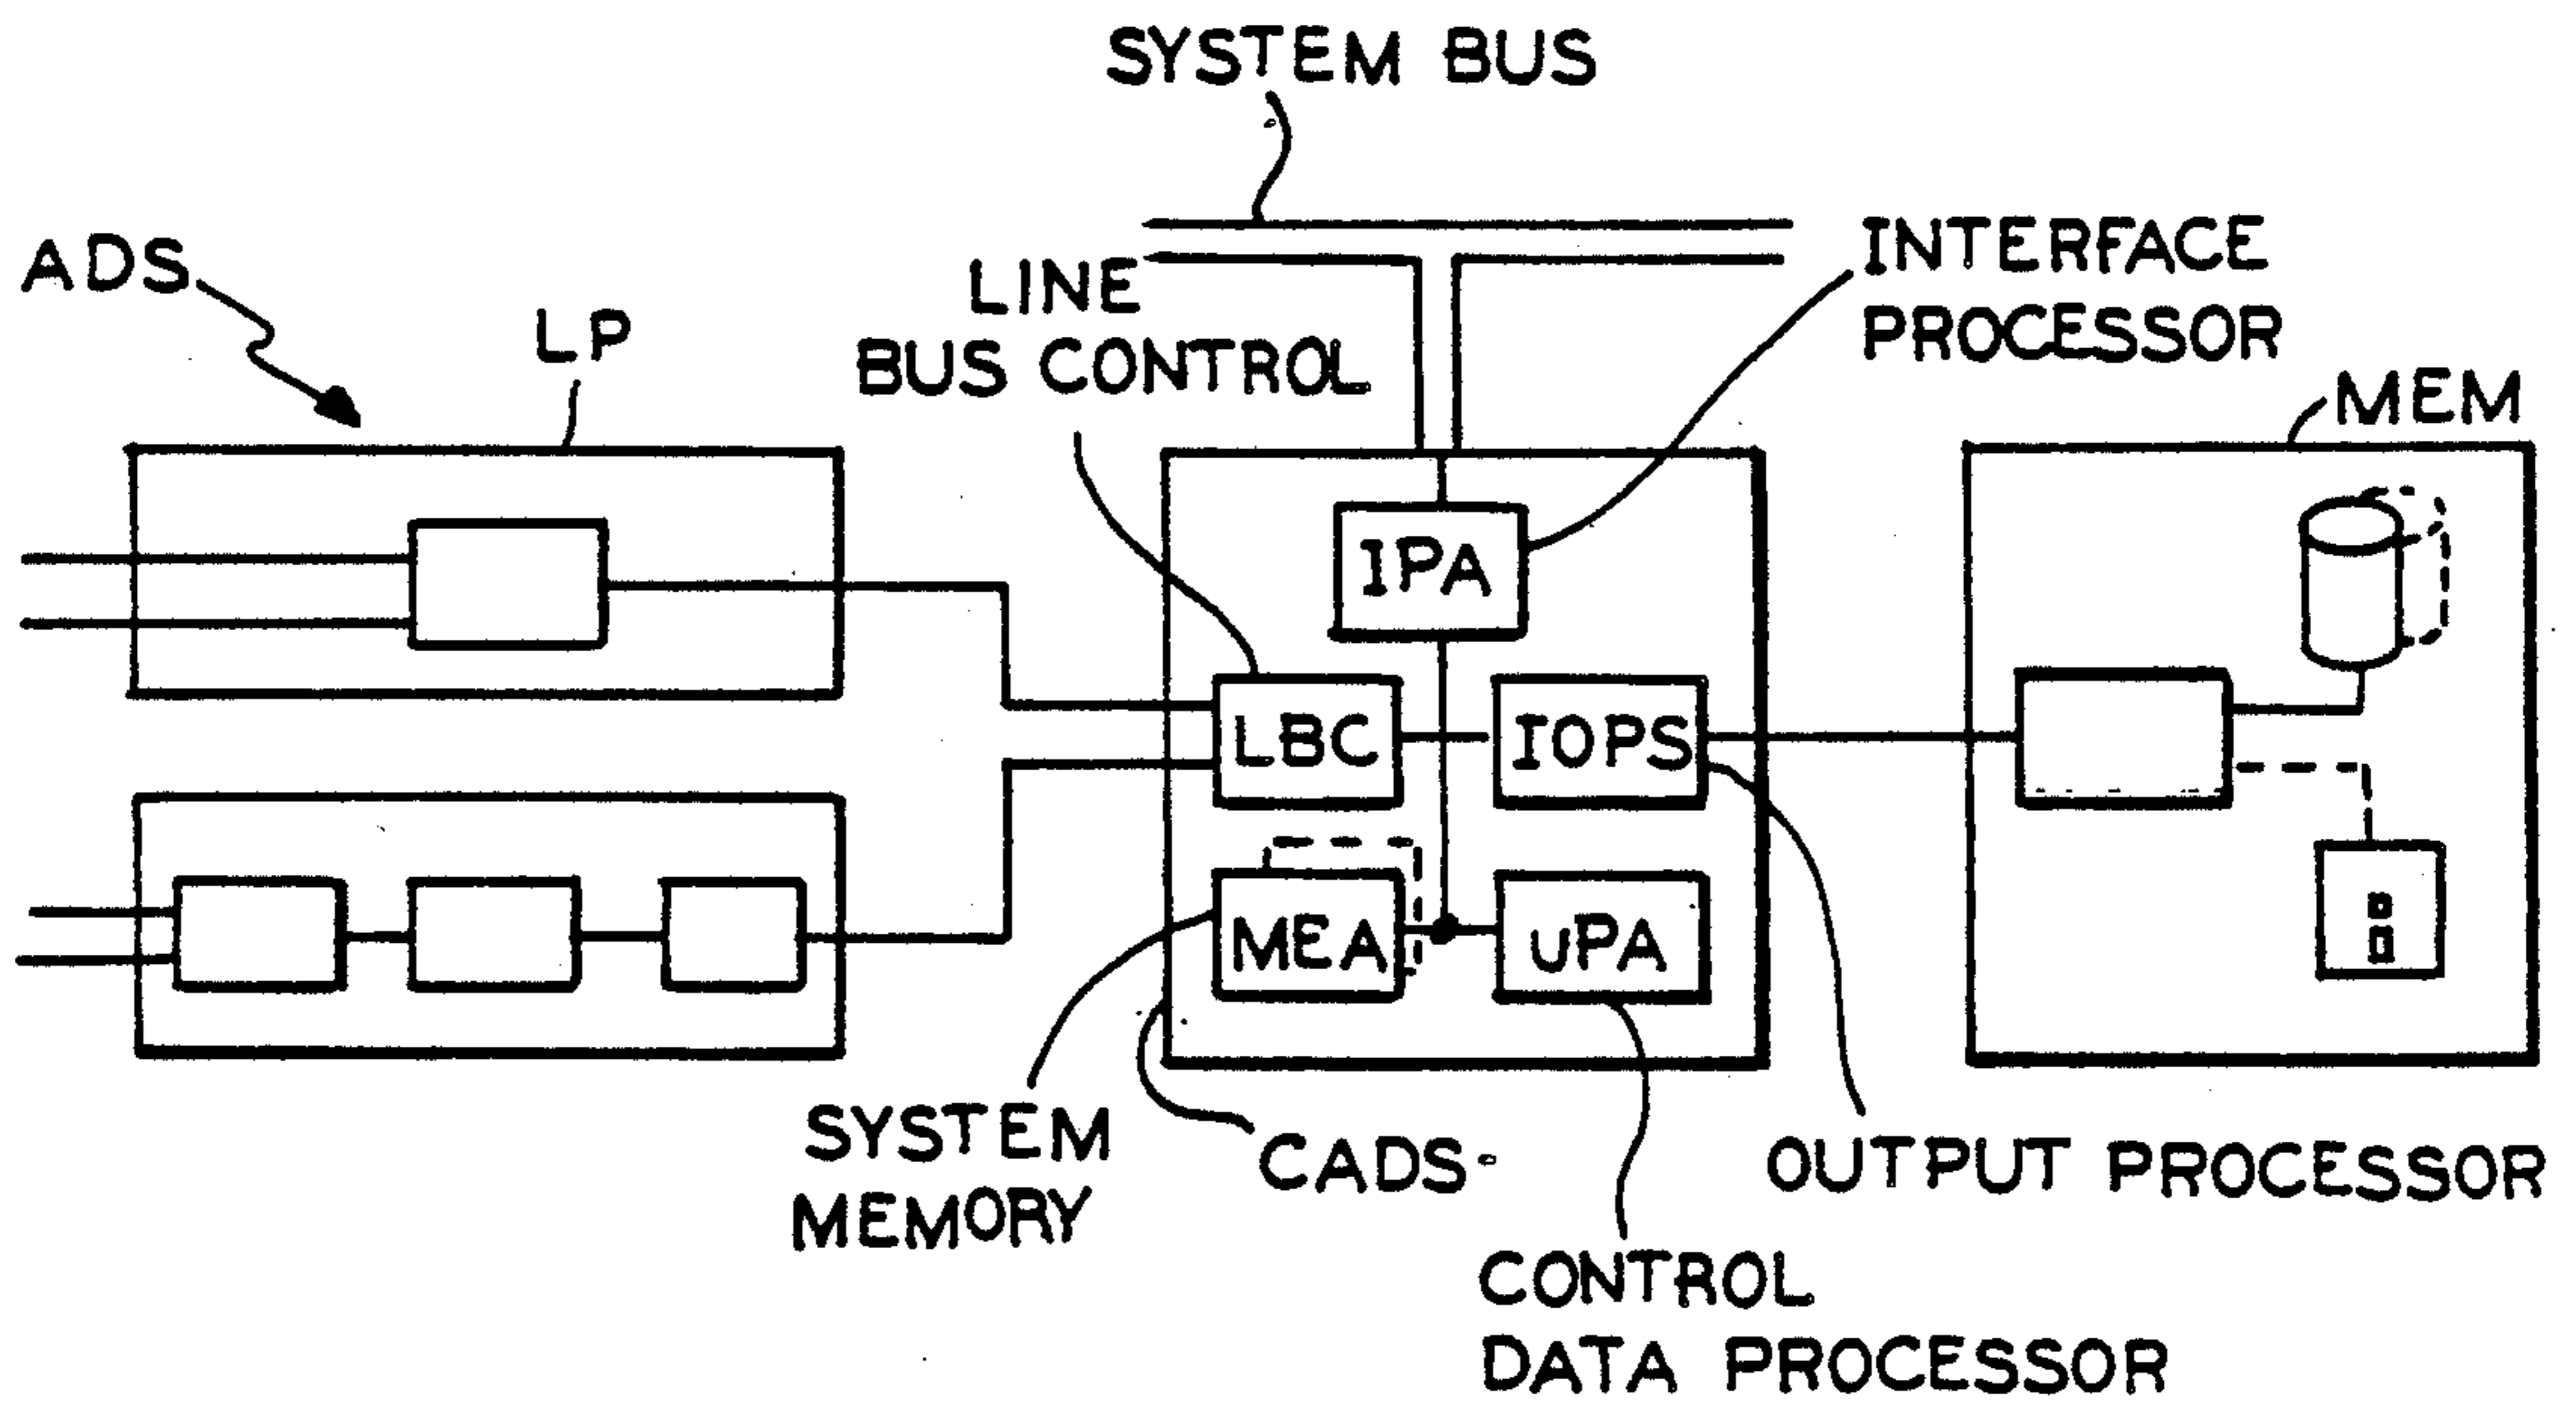 SYSTEM BUS
ADS
LP
LINE
BUS CONTROL
INTERFACE
PROCESSOR
MEM
IPA
LBC
IOPS
MEA
uPA
SYSTEM
MEMORY
CADS
OUTPUT PROCESSOR
CONTROL
DATA PROCESSOR